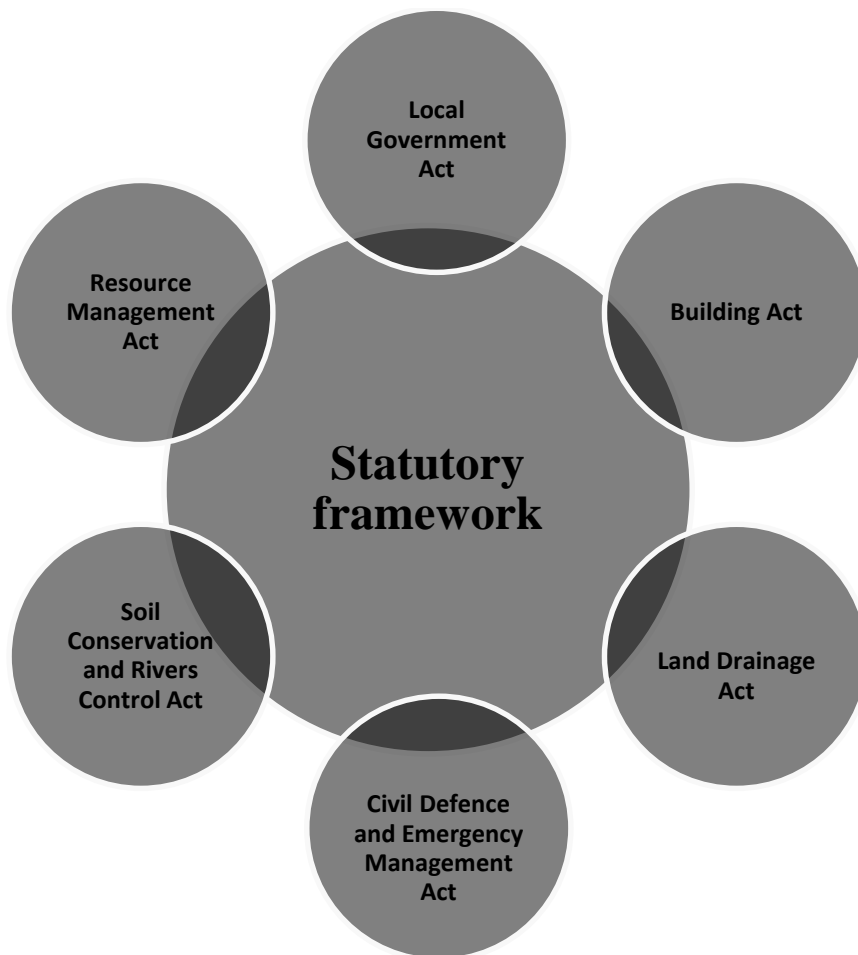 Local
Government
Act
Resource
Management
Act
Building Act
Statutory
framework
Soil
Conservation
and Rivers
Control Act
Land Drainage
Act
Civil Defence
and Emergency
Management
Act